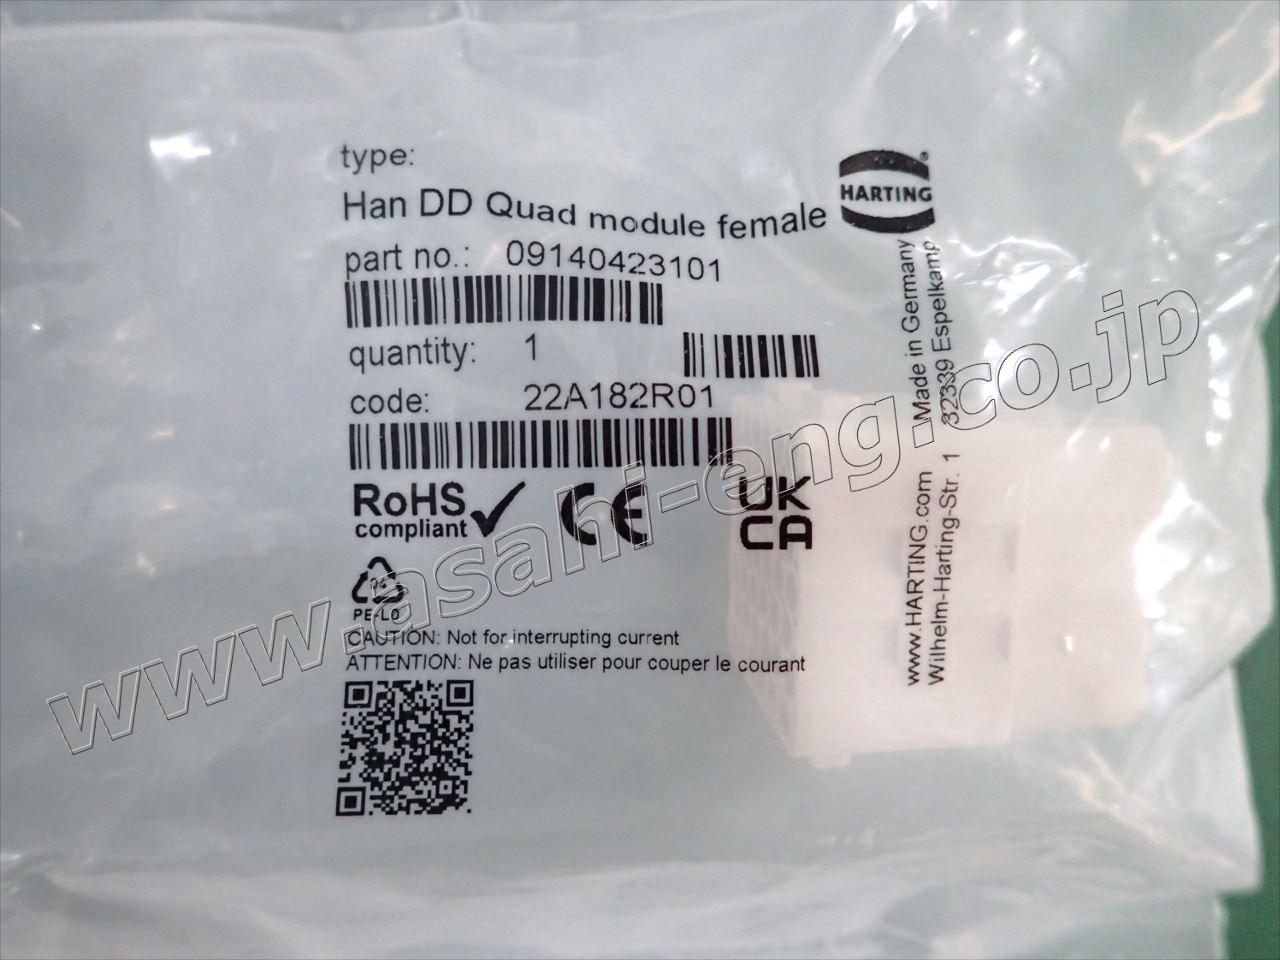 type:
Han DD Quad module female
part no.: 09140423101
quantity: 1
code: 22A182R01
RoHS
compliant
CE
UK
CA
PE-LD
CAUTION: Not for interrupting current
ATTENTION: Ne pas utiliser pour couper le courant
HARTING
www.HARTING.com Made in Germany
Wilhelm-Harting-Str. 1 32339 Espelkamp
www.asahi-eng.co.jp